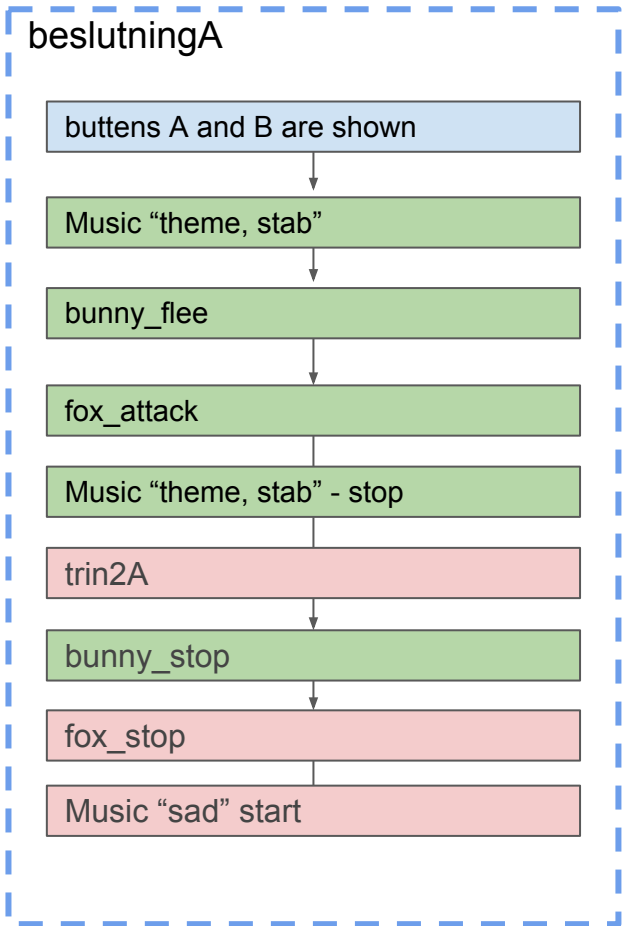 beslutningA
buttens A and B are shown
Music “theme, stab”
bunny_flee
fox_attack
Music “theme, stab” - stop
trin2A
bunny_stop
fox_stop
Music “sad” start